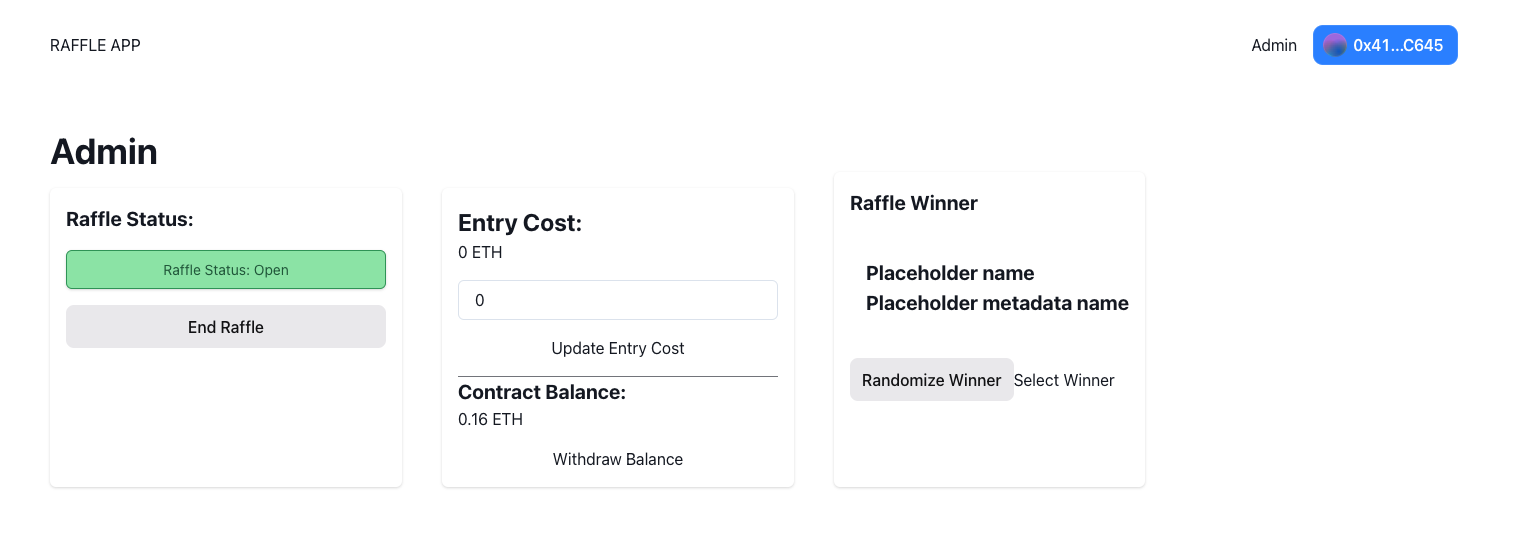 RAFFLE APP
Admin
0x41...C645
Admin
Raffle Status:
Raffle Status: Open
End Raffle
Entry Cost:
0 ETH
0
Update Entry Cost
Contract Balance:
0.16 ETH
Withdraw Balance
Raffle Winner
Placeholder name
Placeholder metadata name
Randomize Winner
Select Winner